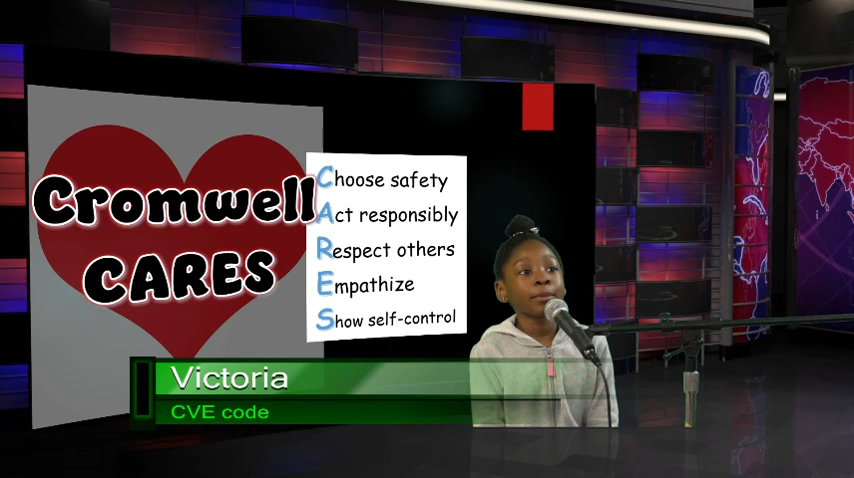 Cromwell
CARES
Choose safety
Act responsibly
Respect others
Empathize
Show self-control
Victoria
CVE code